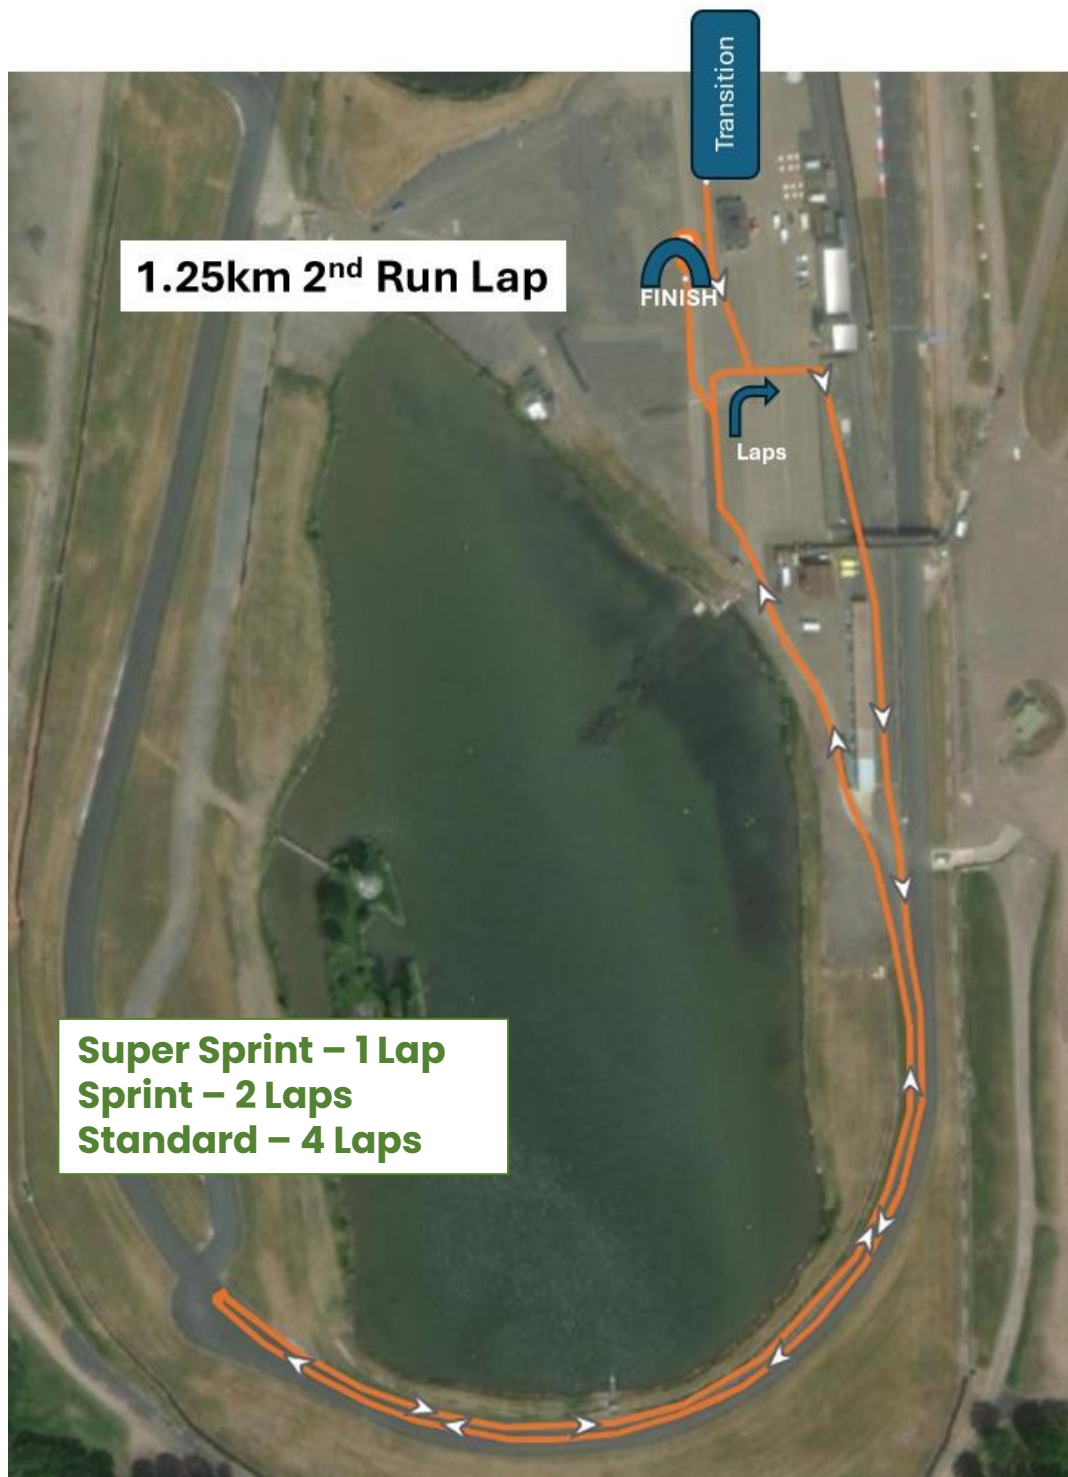 Transition
1.25km 2nd Run Lap
FINISH
Laps
Super Sprint – 1 Lap
Sprint – 2 Laps
Standard – 4 Laps